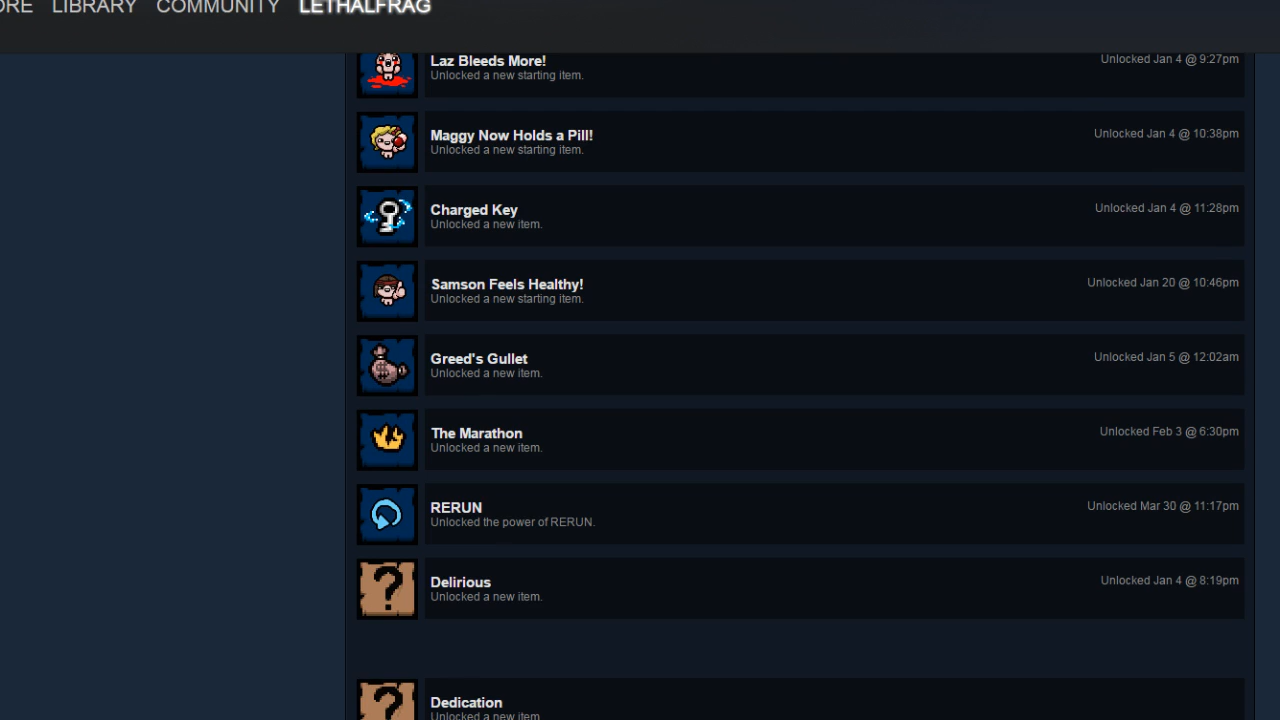 LIBRARY COMMUNITY LETHALFRAG
Laz Bleeds More!
Unlocked a new starting item.
Unlocked Jan 4 @ 9:27pm
Maggy Now Holds a Pill!
Unlocked a new starting item.
Unlocked Jan 4 @ 10:38pm
Charged Key
Unlocked a new item.
Unlocked Jan 4 @ 11:28pm
Samson Feels Healthy!
Unlocked a new starting item.
Unlocked Jan 20 @ 10:46pm
Greed's Gullet
Unlocked a new item.
Unlocked Jan 5 @ 12:02am
The Marathon
Unlocked a new item.
Unlocked Feb 3 @ 6:30pm
RERUN
Unlocked the power of RERUN.
Unlocked Mar 30 @ 11:17pm
Delirious
Unlocked a new item.
Unlocked Jan 4 @ 8:19pm
Dedication
Unlocked a new item